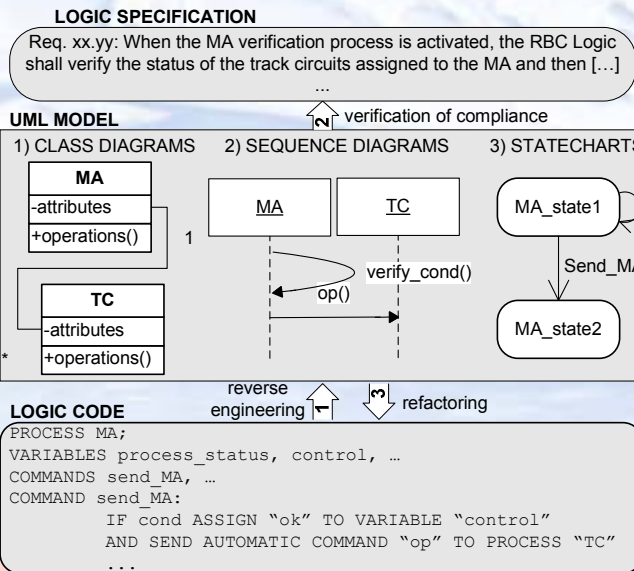 LOGIC SPECIFICATION
Req. xx.yy: When the MA verification process is activated, the RBC Logic
shall verify the status of the track circuits assigned to the MA and then […]
...
2 verification of compliance
UML MODEL
1) CLASS DIAGRAMS 2) SEQUENCE DIAGRAMS 3) STATECHARTS
MA
-attributes
+operations()
1
TC
-attributes
+operations()
*
MA TC
verify_cond()
op()
MA_state1
Send_MA
MA_state2
reverse
engineering 1 3 refactoring
LOGIC CODE
PROCESS MA;
VARIABLES process_status, control, …
COMMANDS send_MA, …
COMMAND send_MA:
IF cond ASSIGN “ok” TO VARIABLE “control”
AND SEND AUTOMATIC COMMAND “op” TO PROCESS “TC”
...